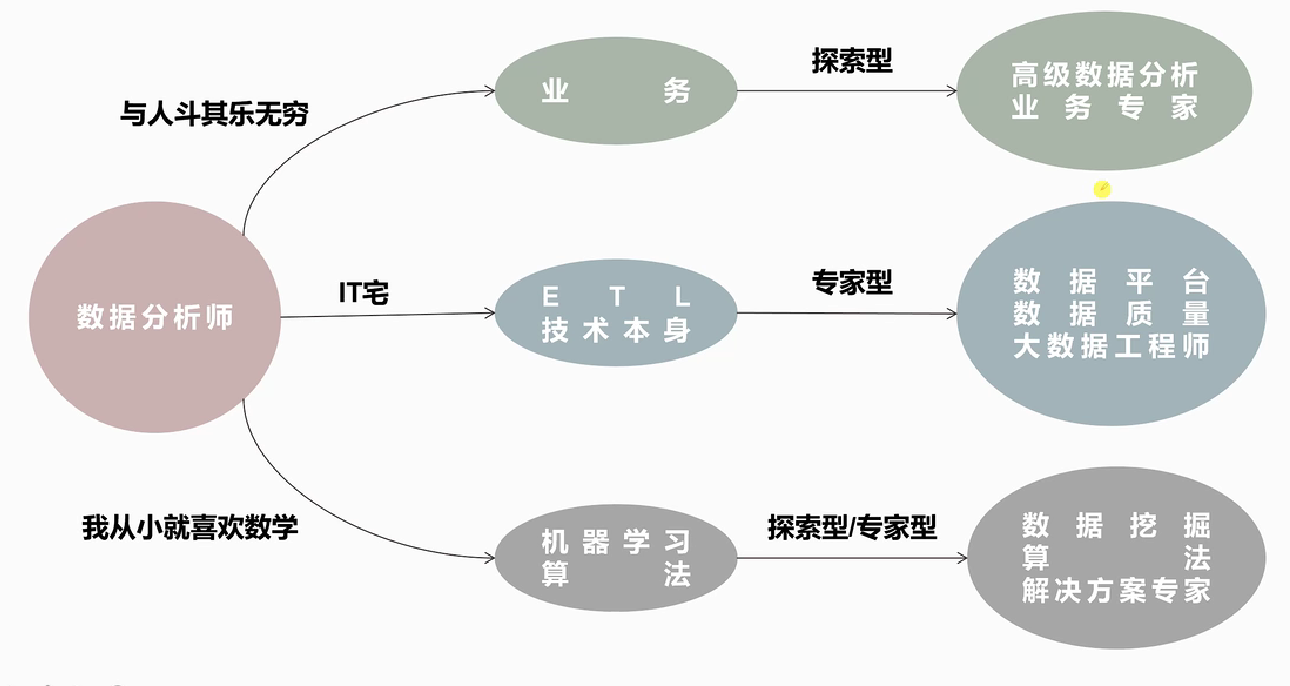 与人斗其乐无穷
业务
探索型
高级数据分析
业务专家
数据分析师
IT宅
ETL
技术本身
专家型
数据平台
数据质量
大数据工程师
我从小就喜欢数学
机器学习
算法
探索型/专家型
数据挖掘
算法
解决方案专家